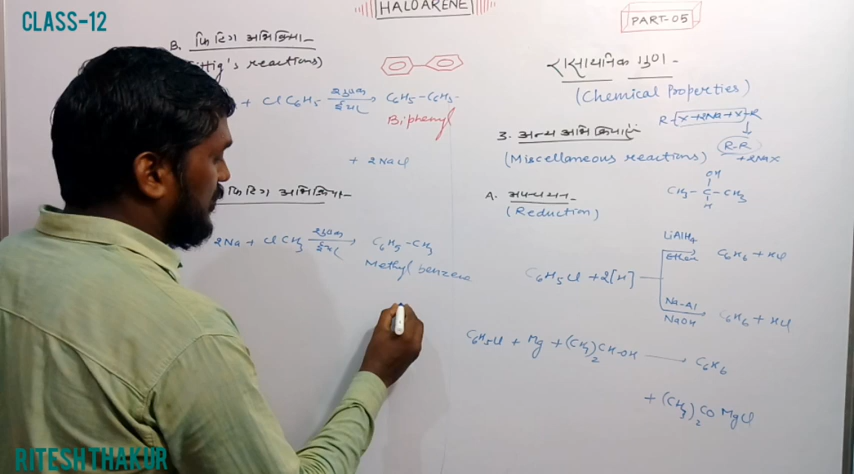 CLASS-12
HALOARENE
PART-05
B. फिटिग अभिक्रिया-
(Fittig's reactions)
+ ClC6H5 शुष्क ईथर → C6H5-C6H5-
Biphenyl
+ 2NaCl
फिटिग अभिक्रिया-
2Na + ClCH3 शुष्क ईथर → C6H5-CH3
Methyl benzene
रासायनिक गुण -
(Chemical Properties)
R-X+2Na+X-R
R-R
+2NaX
3. अन्य अभिक्रियाएं
(Miscellaneous reactions)
OH
CH3-C-CH3
H
A. अपचयन -
(Reduction)
C6H5Cl + 2[H]
LiAlH4 Ether → C6H6 + HCl
Na-Al NaOH → C6H6 + HCl
C6H5Cl + Mg + (CH3)2CH-OH → C6H6
+ (CH3)2CO MgCl
RITESH THAKUR